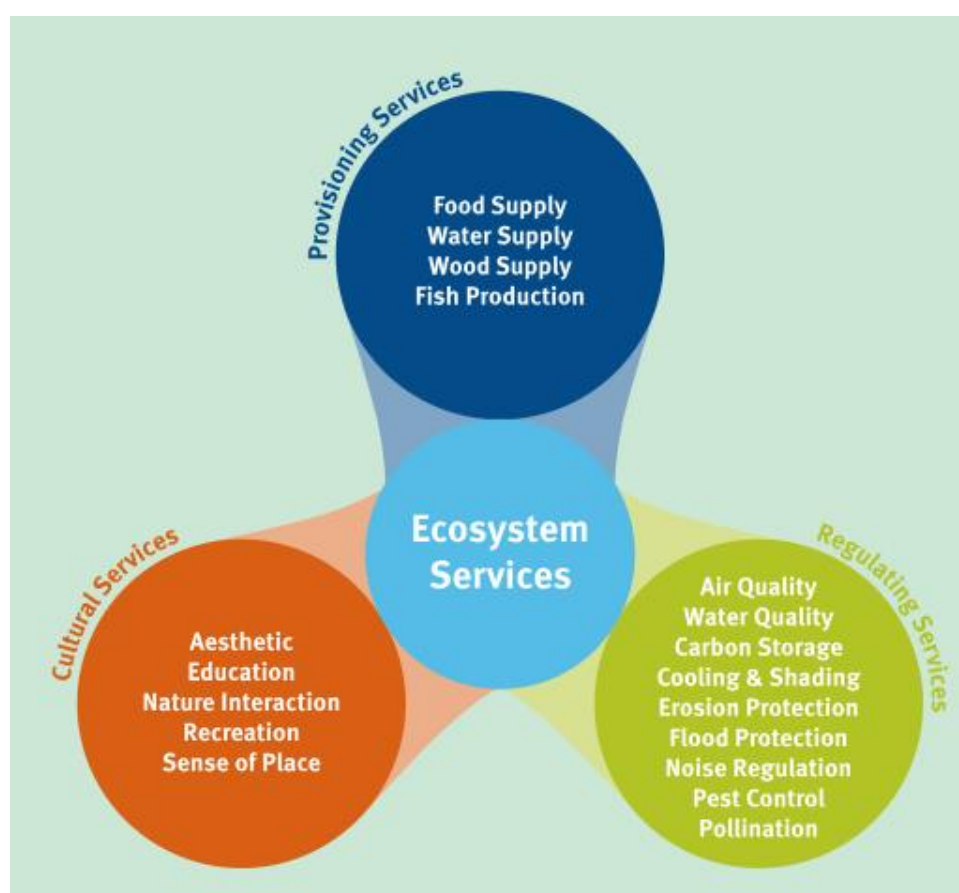 Provisioning Services
Food Supply
Water Supply
Wood Supply
Fish Production
Ecosystem
Services
Cultural Services
Aesthetic
Education
Nature Interaction
Recreation
Sense of Place
Regulating Services
Air Quality
Water Quality
Carbon Storage
Cooling & Shading
Erosion Protection
Flood Protection
Noise Regulation
Pest Control
Pollination